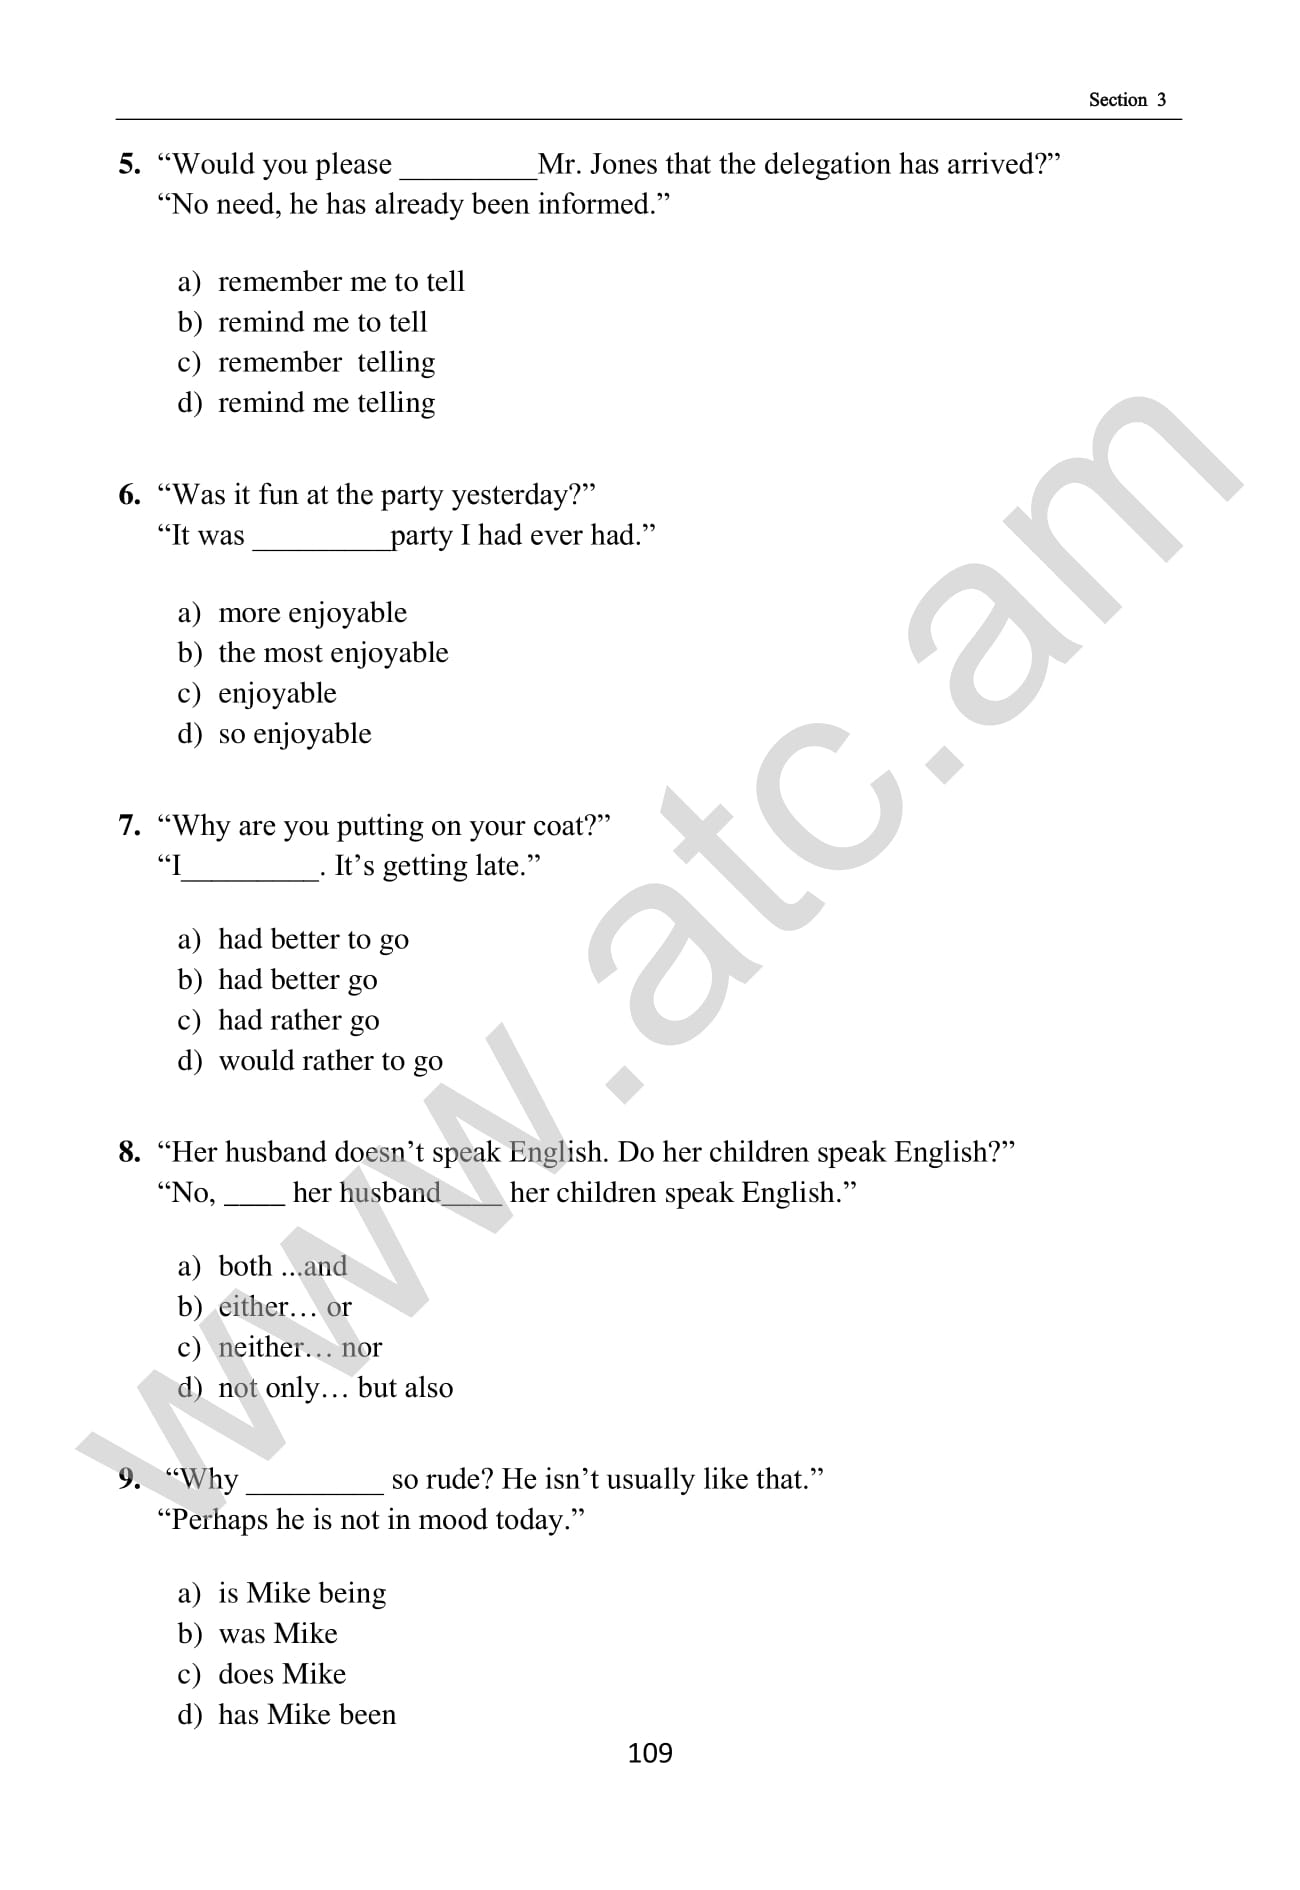 Section 3
5. “Would you please _________Mr. Jones that the delegation has arrived?”
“No need, he has already been informed.”
a) remember me to tell
b) remind me to tell
c) remember telling
d) remind me telling
6. “Was it fun at the party yesterday?”
“It was _________party I had ever had.”
a) more enjoyable
b) the most enjoyable
c) enjoyable
d) so enjoyable
7. “Why are you putting on your coat?”
“I_________. It’s getting late.”
a) had better to go
b) had better go
c) had rather go
d) would rather to go
8. “Her husband doesn’t speak English. Do her children speak English?”
“No, ____ her husband____ her children speak English.”
a) both ...and
b) either… or
c) neither… nor
d) not only… but also
9. “Why _________ so rude? He isn’t usually like that.”
“Perhaps he is not in mood today.”
a) is Mike being
b) was Mike
c) does Mike
d) has Mike been
109
www.atc.am